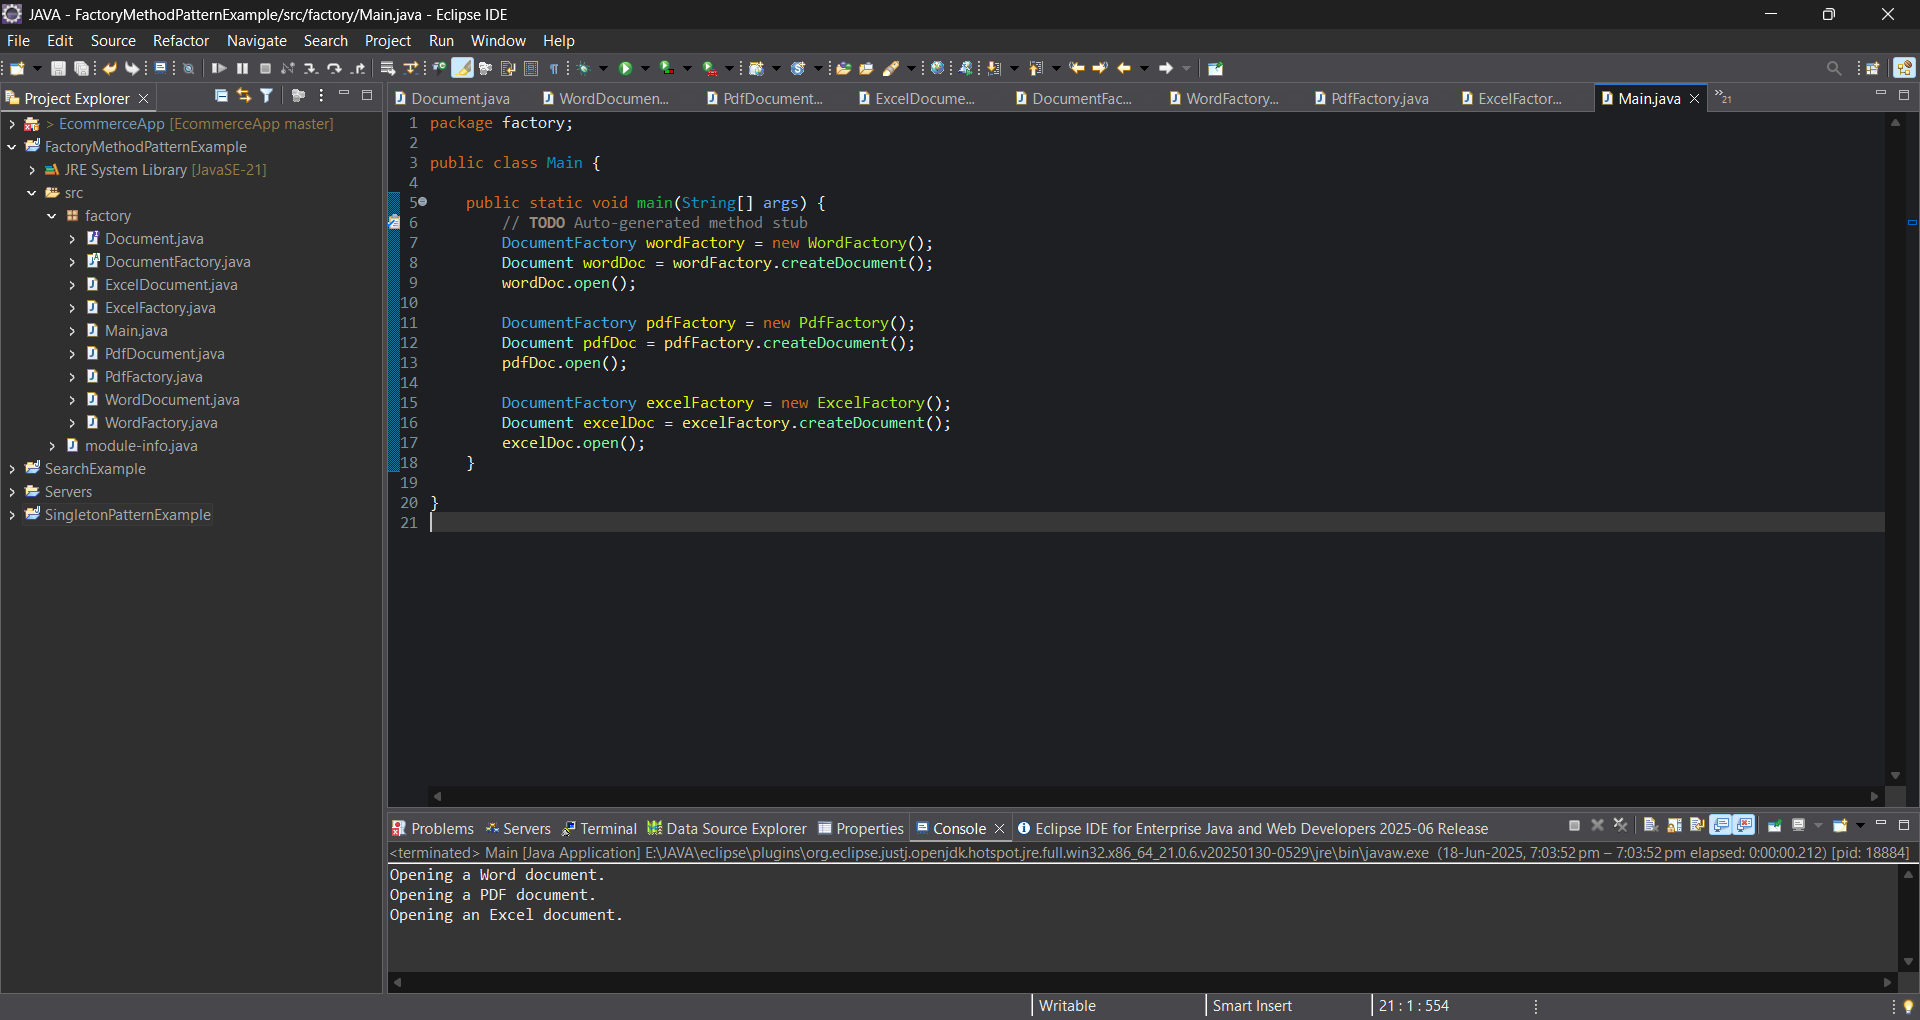 JAVA - FactoryMethodPatternExample/src/factory/Main.java - Eclipse IDE
File Edit Source Refactor Navigate Search Project Run Window Help
Project Explorer
> EcommerceApp [EcommerceApp master]
FactoryMethodPatternExample
JRE System Library [JavaSE-21]
src
factory
Document.java
DocumentFactory.java
ExcelDocument.java
ExcelFactory.java
Main.java
PdfDocument.java
PdfFactory.java
WordDocument.java
WordFactory.java
module-info.java
SearchExample
Servers
SingletonPatternExample
Document.java WordDocumen... PdfDocument... ExcelDocume... DocumentFac... WordFactory... PdfFactory.java ExcelFactor... Main.java »21
1 package factory;
2
3 public class Main {
4
5 public static void main(String[] args) {
6 // TODO Auto-generated method stub
7 DocumentFactory wordFactory = new WordFactory();
8 Document wordDoc = wordFactory.createDocument();
9 wordDoc.open();
10
11 DocumentFactory pdfFactory = new PdfFactory();
12 Document pdfDoc = pdfFactory.createDocument();
13 pdfDoc.open();
14
15 DocumentFactory excelFactory = new ExcelFactory();
16 Document excelDoc = excelFactory.createDocument();
17 excelDoc.open();
18 }
19
20 }
21
Problems Servers Terminal Data Source Explorer Properties Console Eclipse IDE for Enterprise Java and Web Developers 2025-06 Release
<terminated> Main [Java Application] E:\JAVA\eclipse\plugins\org.eclipse.justj.openjdk.hotspot.jre.full.win32.x86_64_21.0.6.v20250130-0529\jre\bin\javaw.exe (18-Jun-2025, 7:03:52 pm – 7:03:52 pm elapsed: 0:00:00.212) [pid: 18884]
Opening a Word document.
Opening a PDF document.
Opening an Excel document.
Writable Smart Insert 21 : 1 : 554